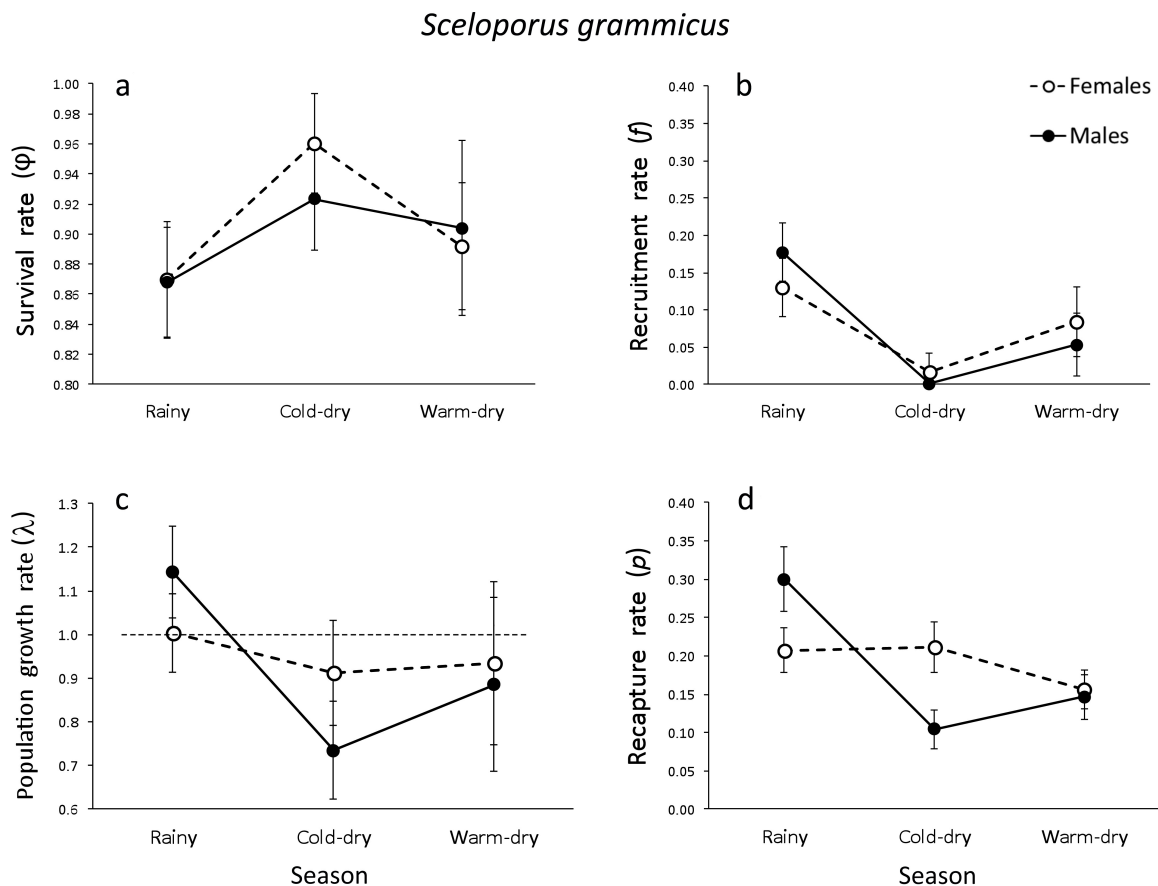 Sceloporus grammicus
a
Survival rate (φ)
1.00
0.98
0.96
0.94
0.92
0.90
0.88
0.86
0.84
0.82
0.80
Rainy Cold-dry Warm-dry
b
Females
Males
Recruitment rate (f)
0.40
0.35
0.30
0.25
0.20
0.15
0.10
0.05
0.00
Rainy Cold-dry Warm-dry
c
Population growth rate (λ)
1.3
1.2
1.1
1.0
0.9
0.8
0.7
0.6
Rainy Cold-dry Warm-dry
Season
d
Recapture rate (p)
0.40
0.35
0.30
0.25
0.20
0.15
0.10
0.05
0.00
Rainy Cold-dry Warm-dry
Season